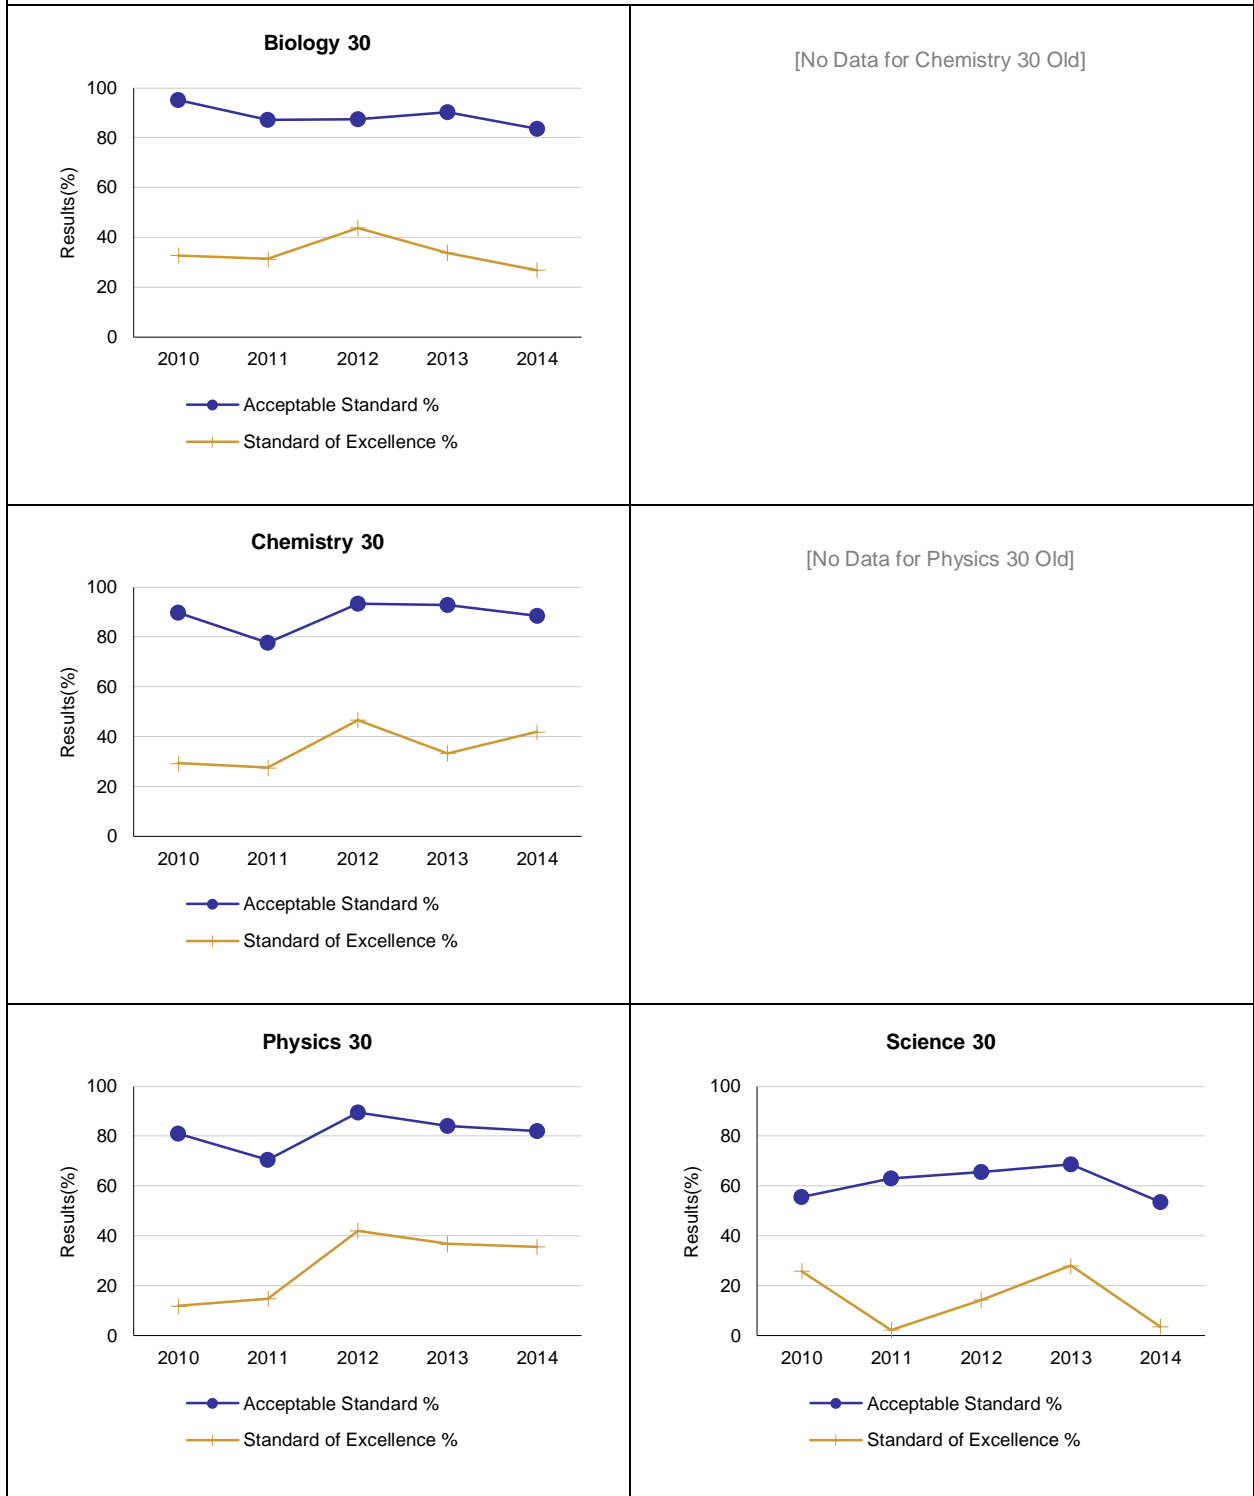 Biology 30
Results(%)
100
80
60
40
20
0
2010 2011 2012 2013 2014
Acceptable Standard %
Standard of Excellence %
[No Data for Chemistry 30 Old]
Chemistry 30
Results(%)
100
80
60
40
20
0
2010 2011 2012 2013 2014
Acceptable Standard %
Standard of Excellence %
[No Data for Physics 30 Old]
Physics 30
Results(%)
100
80
60
40
20
0
2010 2011 2012 2013 2014
Acceptable Standard %
Standard of Excellence %
Science 30
Results(%)
100
80
60
40
20
0
2010 2011 2012 2013 2014
Acceptable Standard %
Standard of Excellence %